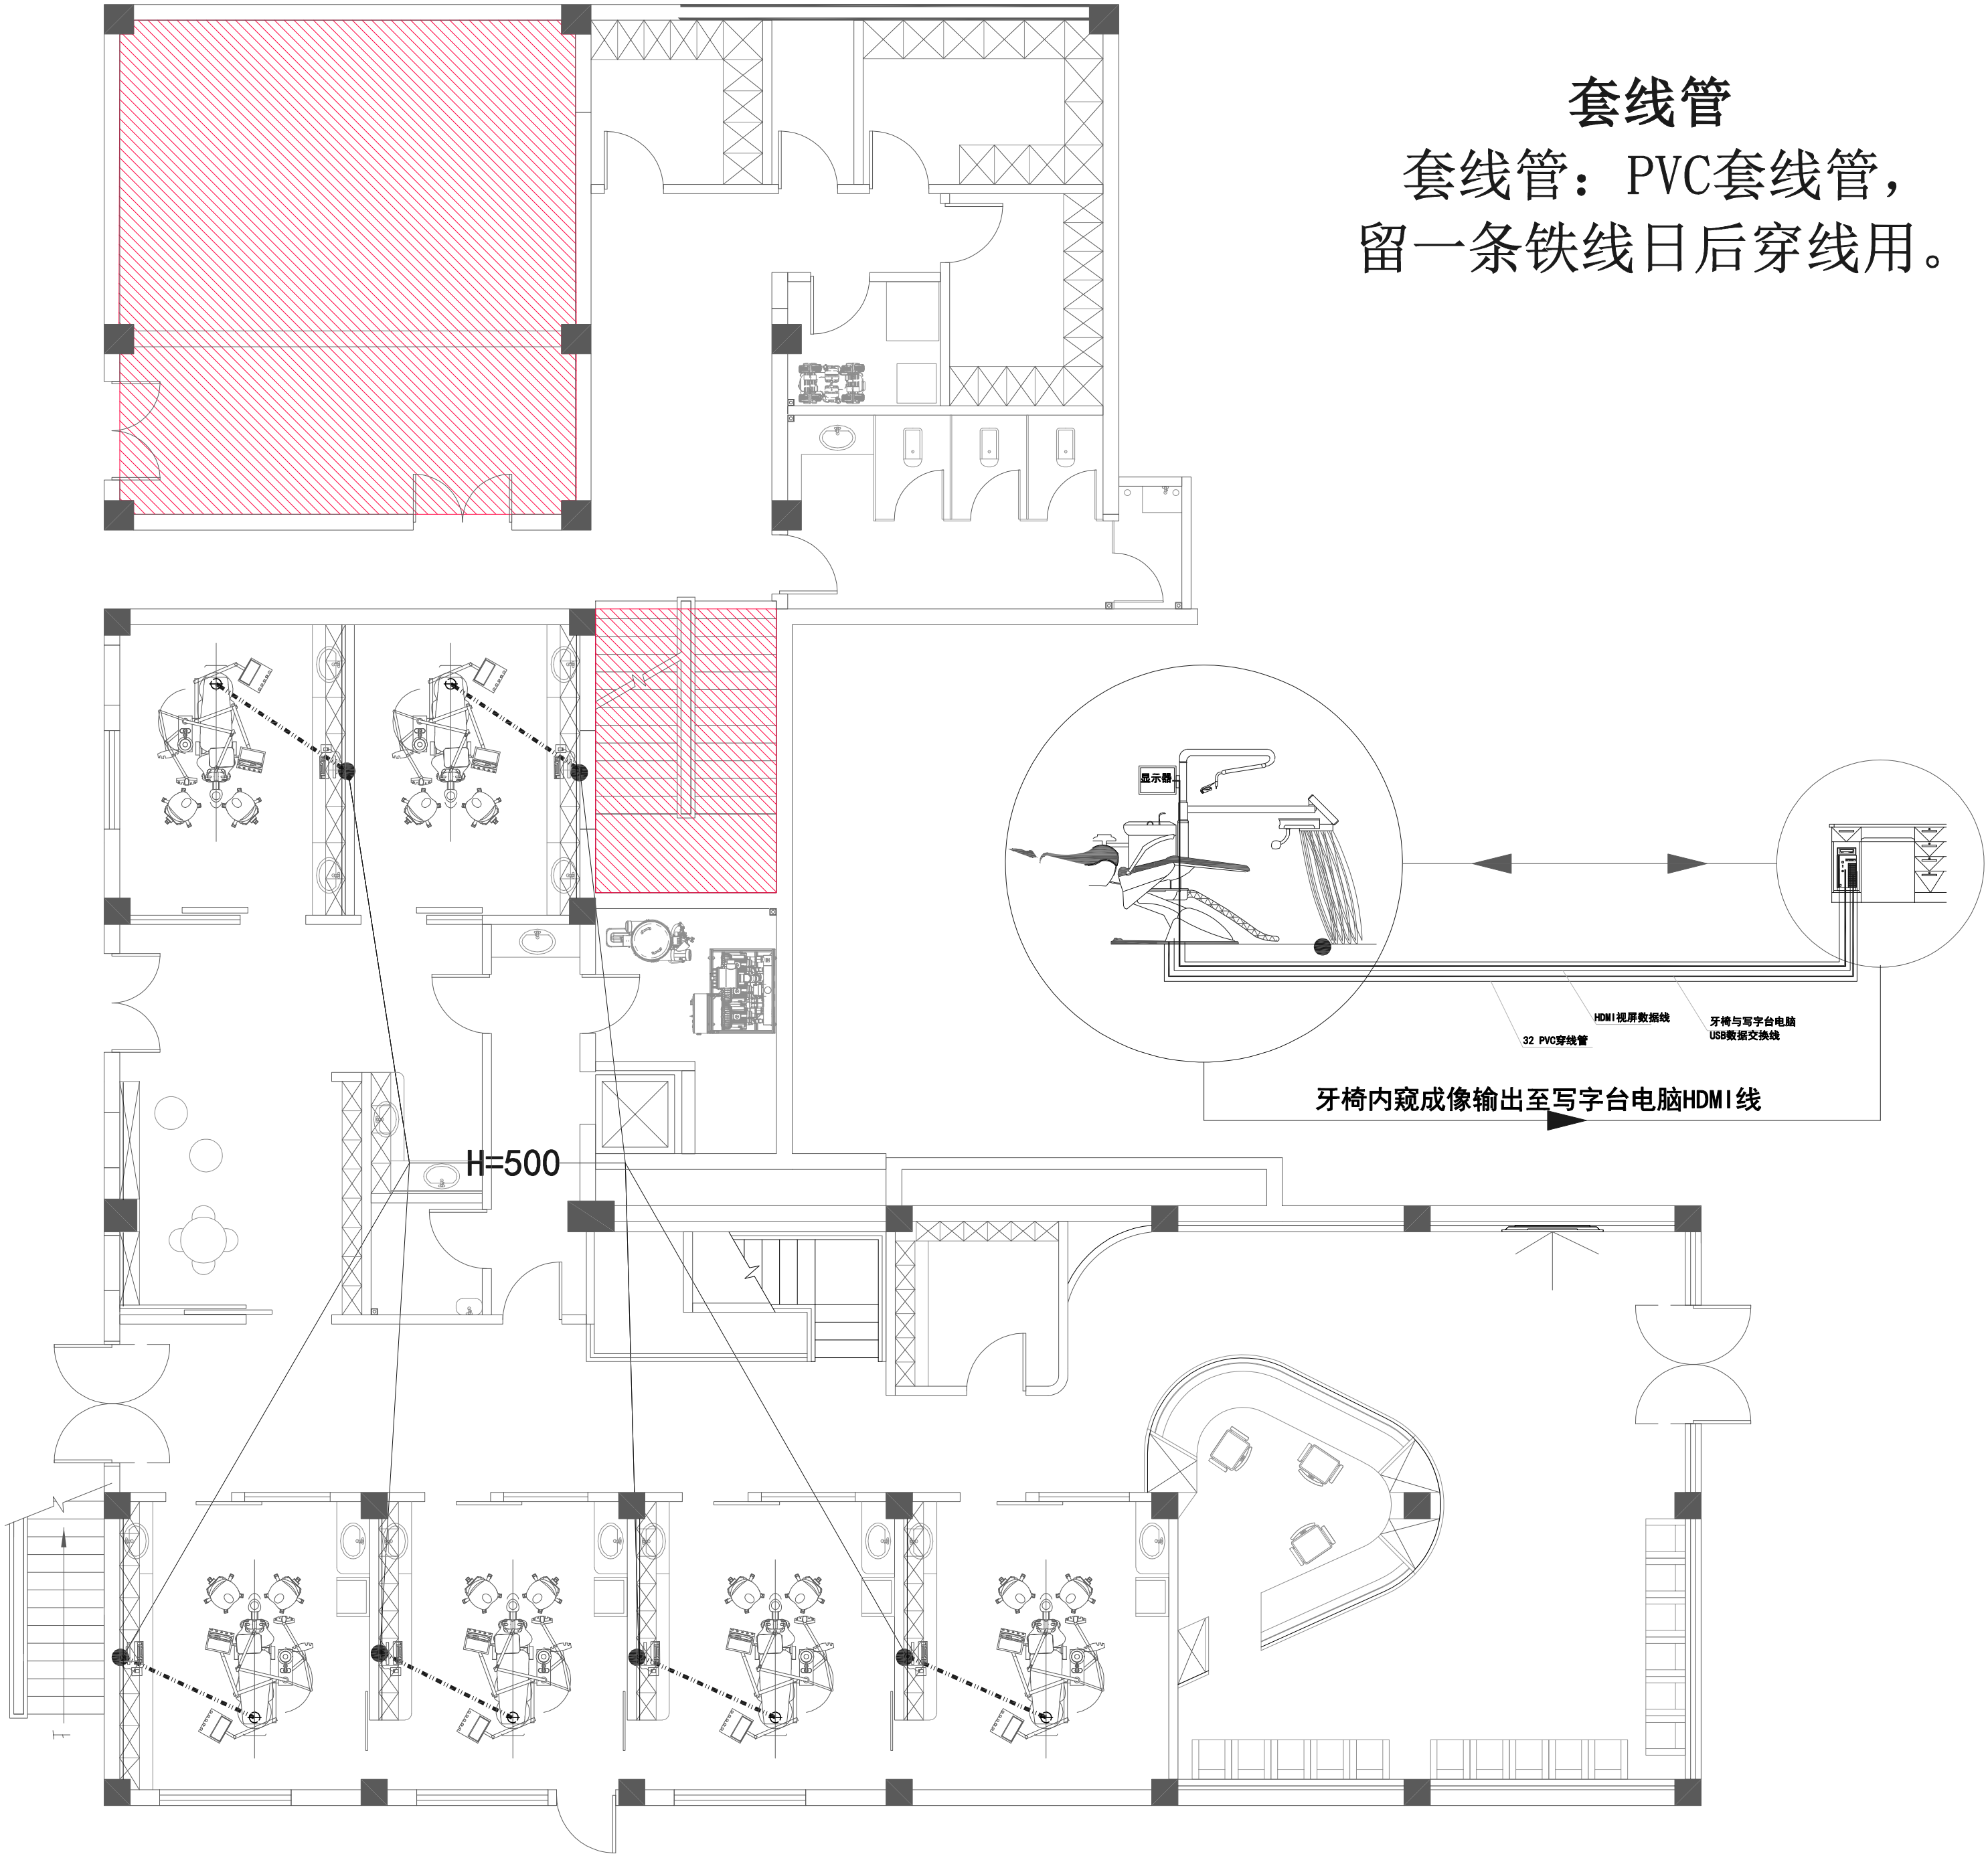 套线管
套线管：PVC套线管，
留一条铁线日后穿线用。
显示器
HDMI视屏数据线
牙椅与写字台电脑
USB数据交换线
32 PVC穿线管
牙椅内窥成像输出至写字台电脑HDMI线
H=500